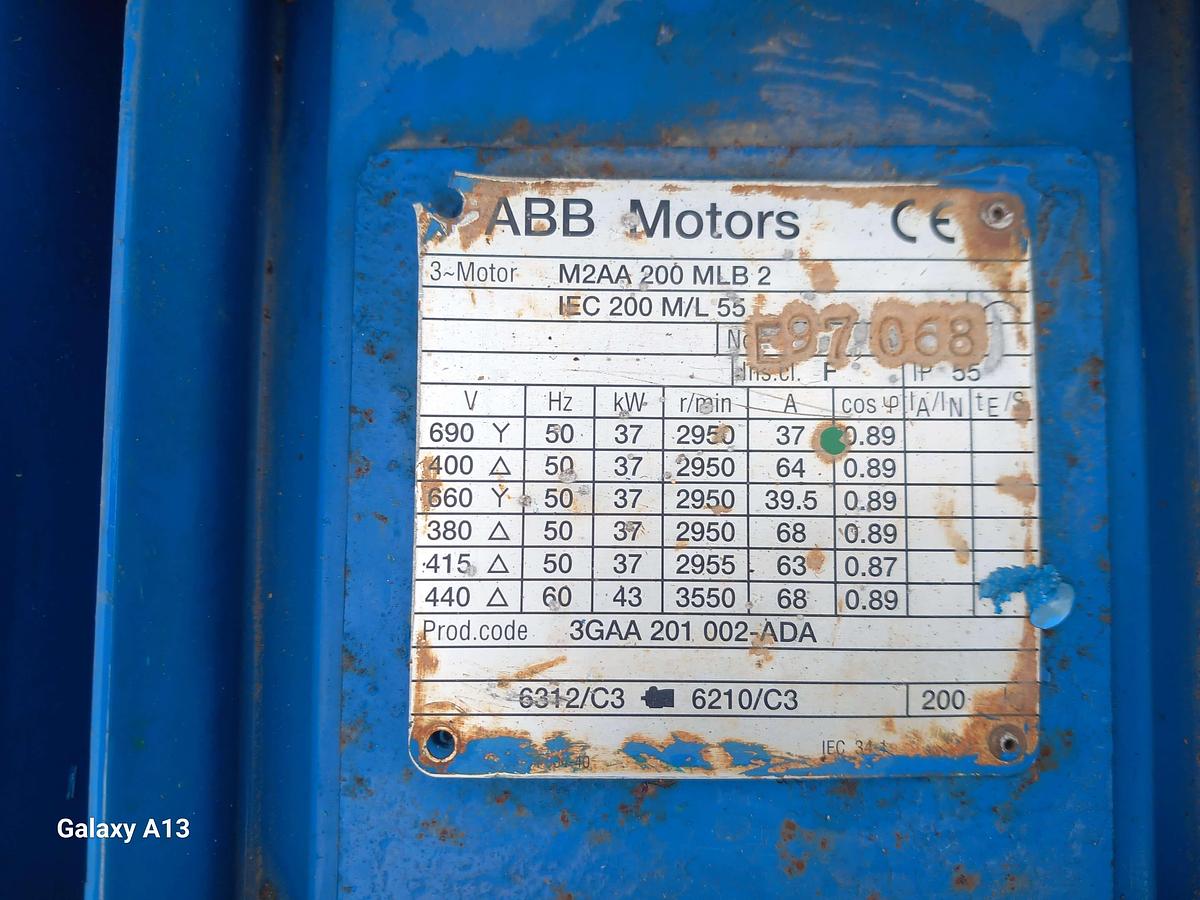 ABB Motors CE
3~Motor M2AA 200 MLB 2
IEC 200 M/L 55
No E97 068
Ins.cl. F IP 55
V Hz kW r/min A cos φ IA/IN tE/s
690 Y 50 37 2950 37 0.89
400 △ 50 37 2950 64 0.89
660 Y 50 37 2950 39.5 0.89
380 △ 50 37 2950 68 0.89
415 △ 50 37 2955 63 0.87
440 △ 60 43 3550 68 0.89
Prod.code 3GAA 201 002-ADA
6312/C3 6210/C3 200
IEC 34-1
Galaxy A13